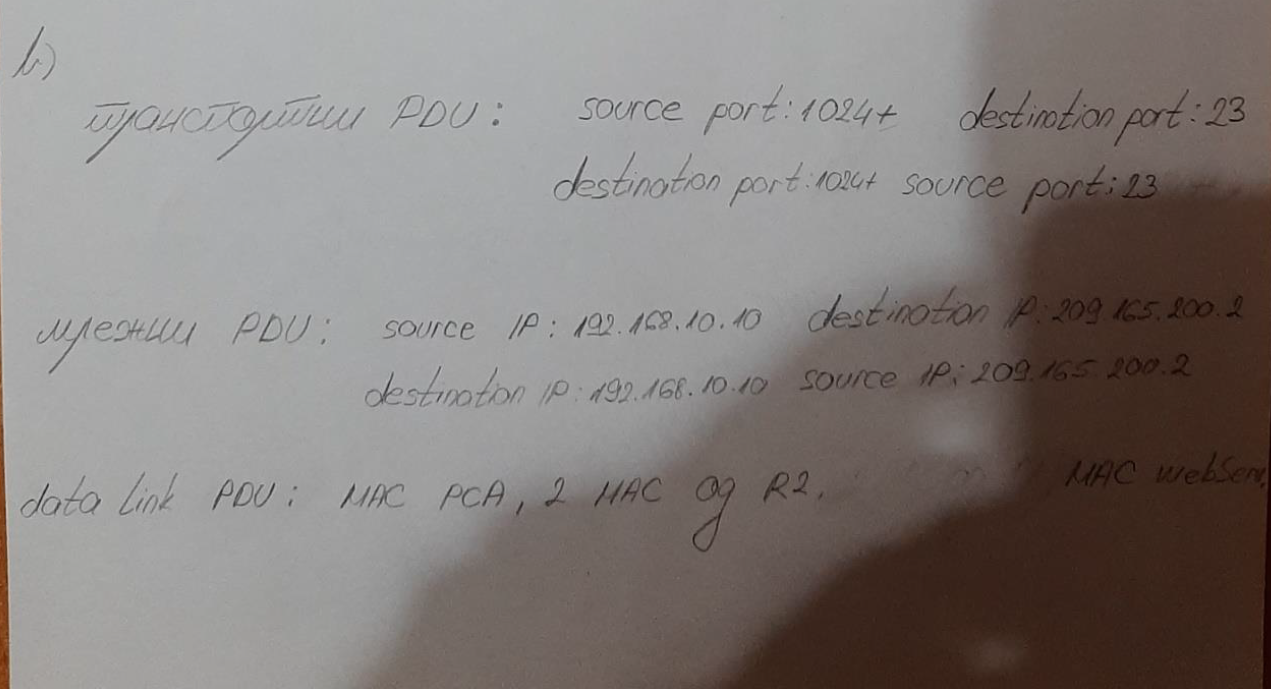 b)
транспортни PDU: source port: 1024+ destination port: 23
destination port: 1024+ source port: 23
мрежни PDU: source IP: 192.168.10.10 destination IP: 209.165.200.2
destination IP: 192.168.10.10 source IP: 209.165.200.2
data link PDU: MAC PCA, 2 MAC од R2. MAC webServ.